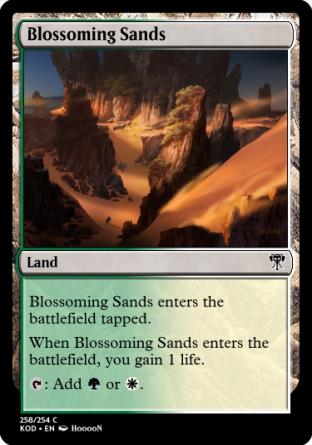 Blossoming Sands
Land
Blossoming Sands enters the
battlefield tapped.
When Blossoming Sands enters the
battlefield, you gain 1 life.
: Add or .
258/254 C
KOD • EN HooooN